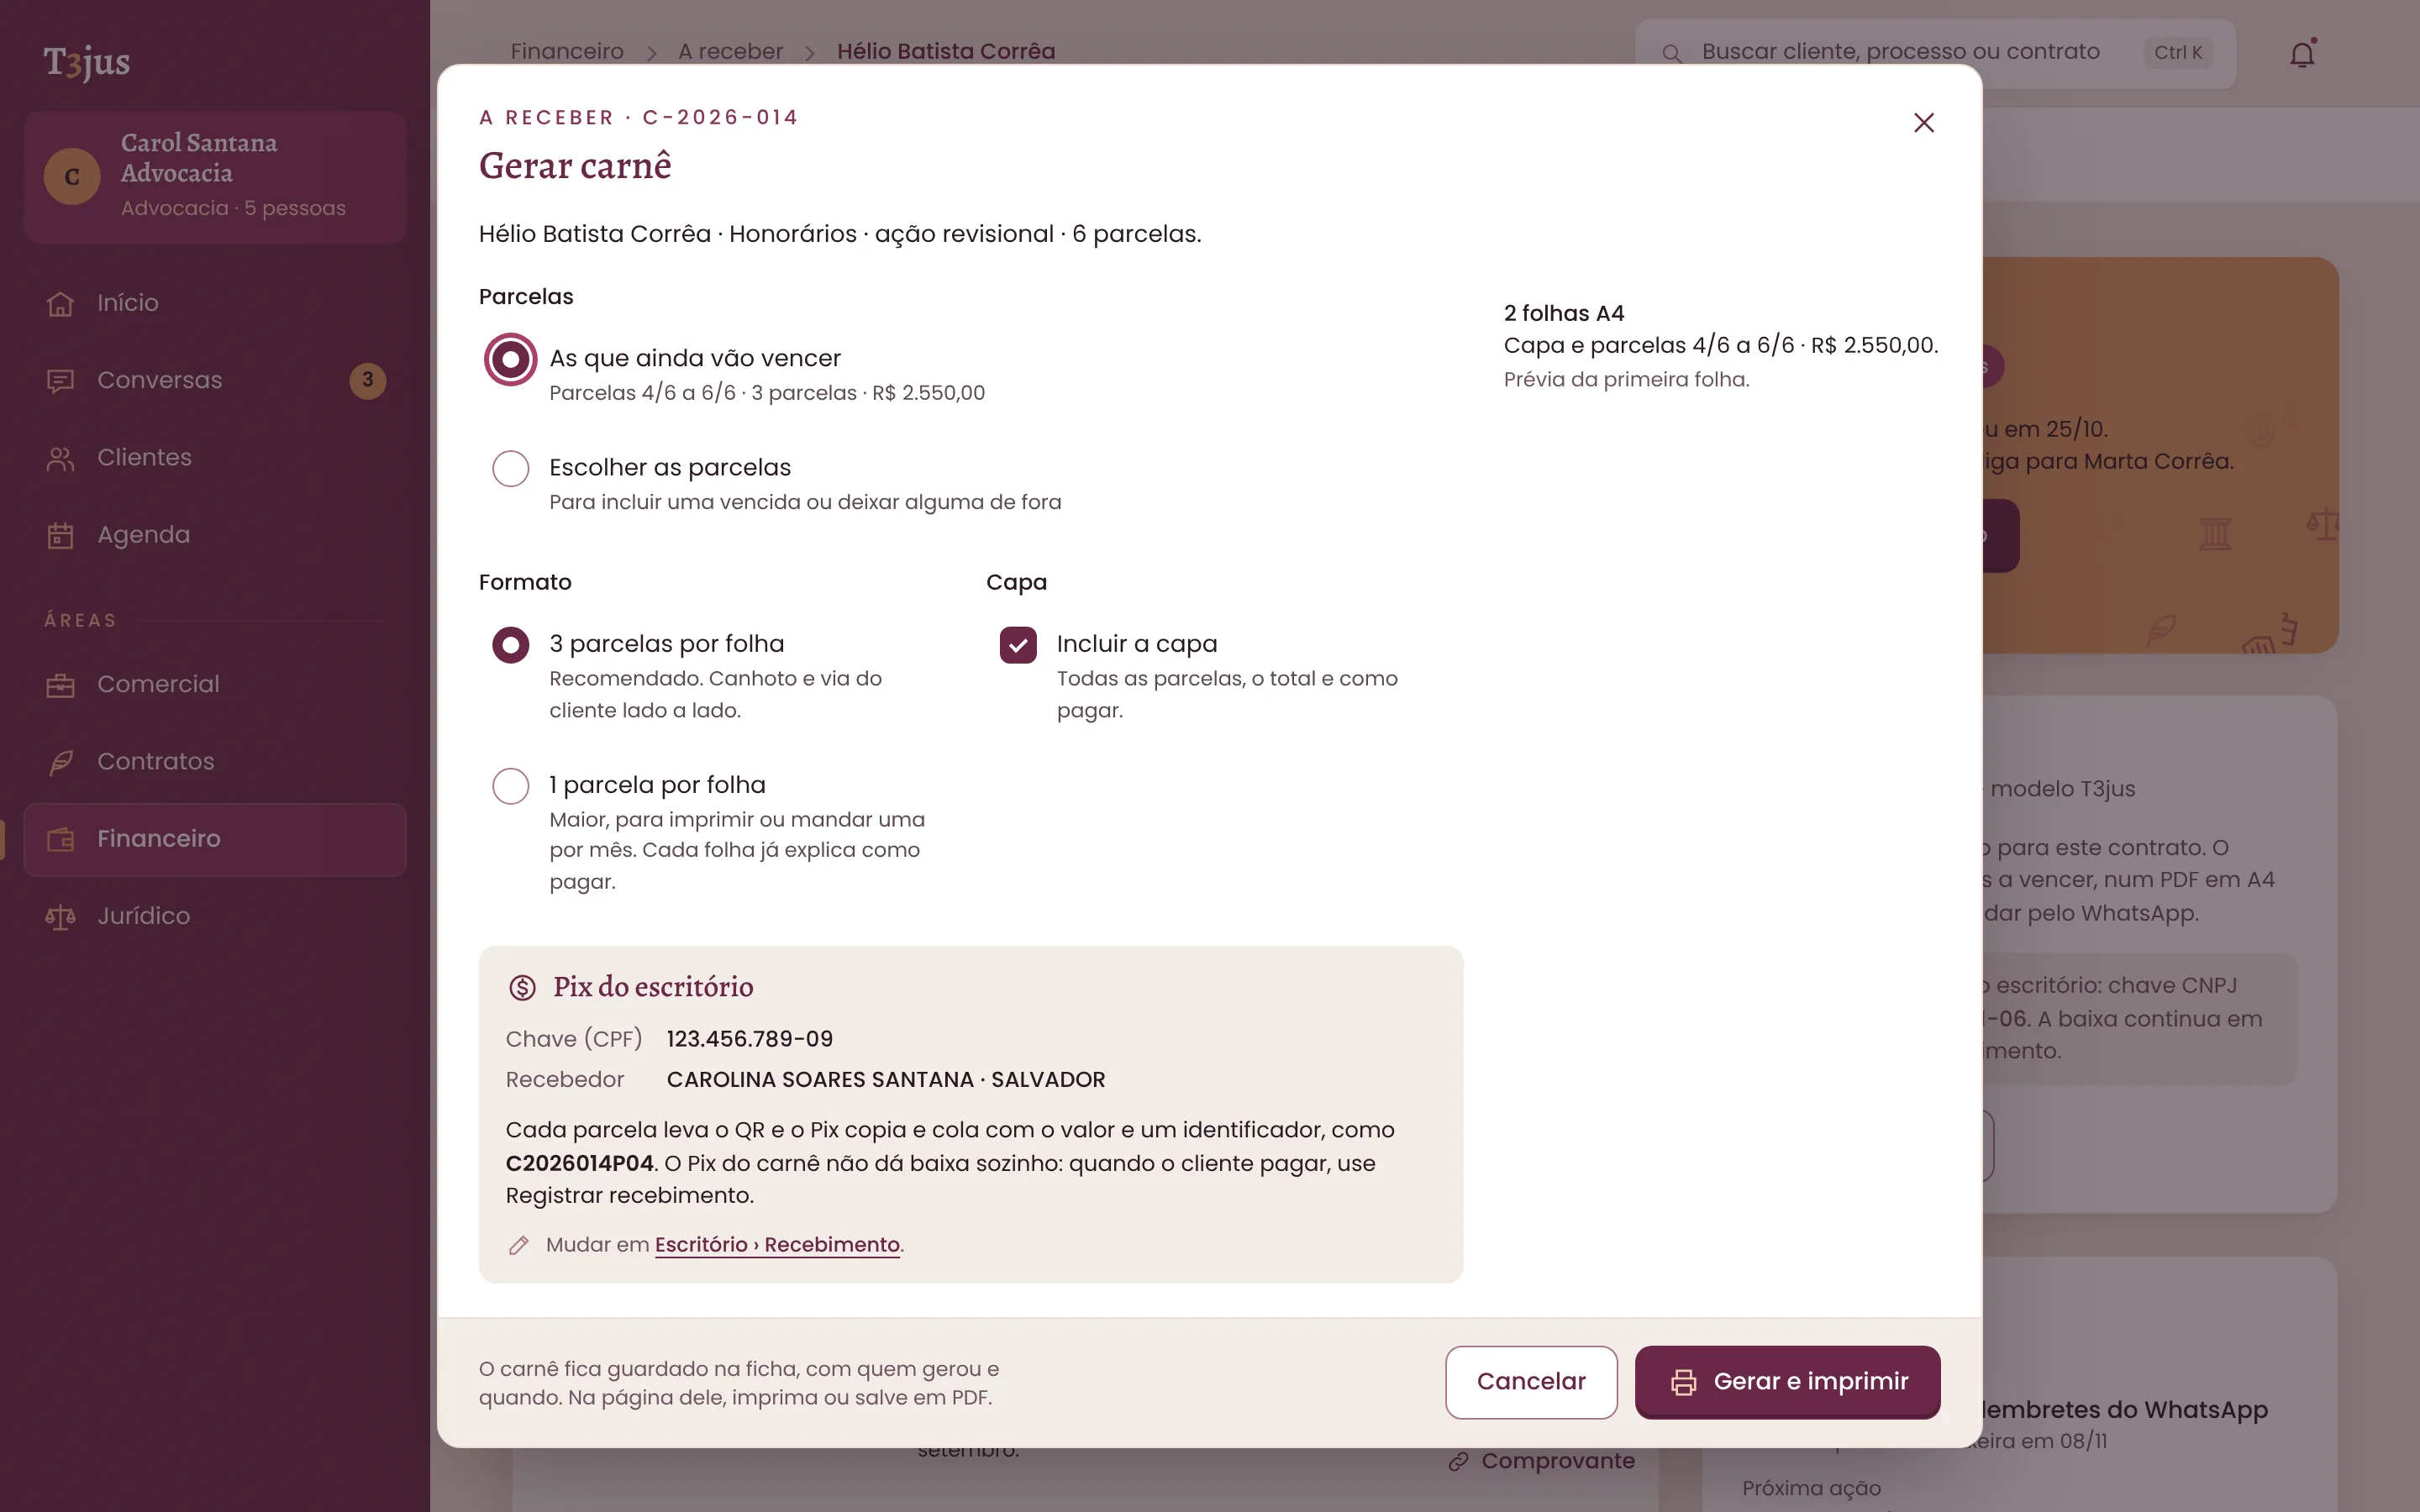 T3jus
C
Carol Santana
Advocacia
Advocacia · 5 pessoas
Início
Conversas
3
Clientes
Agenda
ÁREAS
Comercial
Contratos
Financeiro
Jurídico
Financeiro
A receber
Hélio Batista Corrêa
Buscar cliente, processo ou contrato
Ctrl K
A RECEBER · C-2026-014
Gerar carnê
Hélio Batista Corrêa · Honorários · ação revisional · 6 parcelas.
Parcelas
As que ainda vão vencer
Parcelas 4/6 a 6/6 · 3 parcelas · R$ 2.550,00
Escolher as parcelas
Para incluir uma vencida ou deixar alguma de fora
Formato
3 parcelas por folha
Recomendado. Canhoto e via do
cliente lado a lado.
1 parcela por folha
Maior, para imprimir ou mandar uma
por mês. Cada folha já explica como
pagar.
Capa
Incluir a capa
Todas as parcelas, o total e como
pagar.
2 folhas A4
Capa e parcelas 4/6 a 6/6 · R$ 2.550,00.
Prévia da primeira folha.
Pix do escritório
Chave (CPF) 123.456.789-09
Recebedor CAROLINA SOARES SANTANA · SALVADOR
Cada parcela leva o QR e o Pix copia e cola com o valor e um identificador, como
C2026014P04. O Pix do carnê não dá baixa sozinho: quando o cliente pagar, use
Registrar recebimento.
Mudar em Escritório › Recebimento.
O carnê fica guardado na ficha, com quem gerou e
quando. Na página dele, imprima ou salve em PDF.
Cancelar
Gerar e imprimir
em 25/10.
para Marta Corrêa.
modelo T3jus
para este contrato. O
a vencer, num PDF em A4
pelo WhatsApp.
escritório: chave CNPJ
-06. A baixa continua em
lembretes do WhatsApp
em 08/11
Próxima ação
setembro.
Comprovante